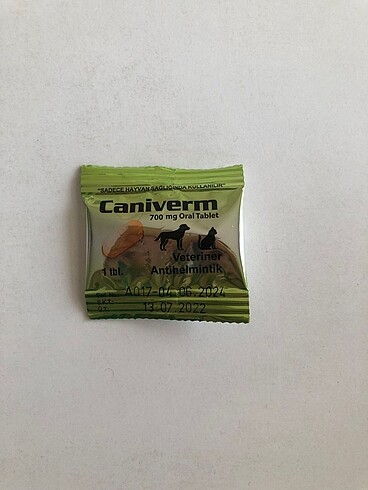 "SADECE HAYVAN SAĞLIĞINDA KULLANILIR"
Caniverm
700 mg Oral Tablet
Veteriner
1 tbl. Antihelmintik
A017-04.06.2024
S.K.T.
Ü.T. 13.07.2022